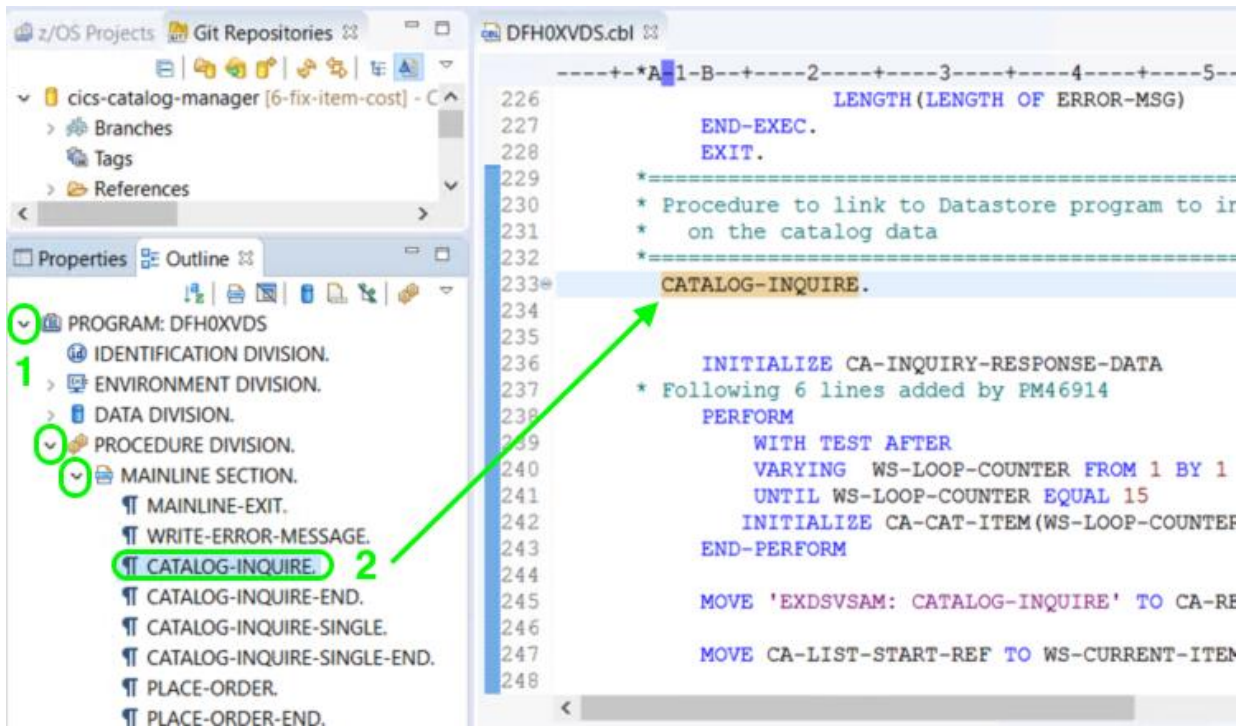 z/OS Projects Git Repositories
cics-catalog-manager [6-fix-item-cost] - C
Branches
Tags
References
Properties Outline
PROGRAM: DFH0XVDS
1
IDENTIFICATION DIVISION.
ENVIRONMENT DIVISION.
DATA DIVISION.
PROCEDURE DIVISION.
MAINLINE SECTION.
¶ MAINLINE-EXIT.
¶ WRITE-ERROR-MESSAGE.
¶ CATALOG-INQUIRE. 2
¶ CATALOG-INQUIRE-END.
¶ CATALOG-INQUIRE-SINGLE.
¶ CATALOG-INQUIRE-SINGLE-END.
¶ PLACE-ORDER.
¶ PLACE-ORDER-END.
DFH0XVDS.cbl
----+-*A-1-B--+----2----+----3----+----4----+----5--
226 LENGTH(LENGTH OF ERROR-MSG)
227 END-EXEC.
228 EXIT.
229 *============================================
230 * Procedure to link to Datastore program to in
231 * on the catalog data
232 *============================================
233 CATALOG-INQUIRE.
234
235
236 INITIALIZE CA-INQUIRY-RESPONSE-DATA
237 * Following 6 lines added by PM46914
238 PERFORM
239 WITH TEST AFTER
240 VARYING WS-LOOP-COUNTER FROM 1 BY 1
241 UNTIL WS-LOOP-COUNTER EQUAL 15
242 INITIALIZE CA-CAT-ITEM(WS-LOOP-COUNTER
243 END-PERFORM
244
245 MOVE 'EXDSVSAM: CATALOG-INQUIRE' TO CA-RE
246
247 MOVE CA-LIST-START-REF TO WS-CURRENT-ITEM
248